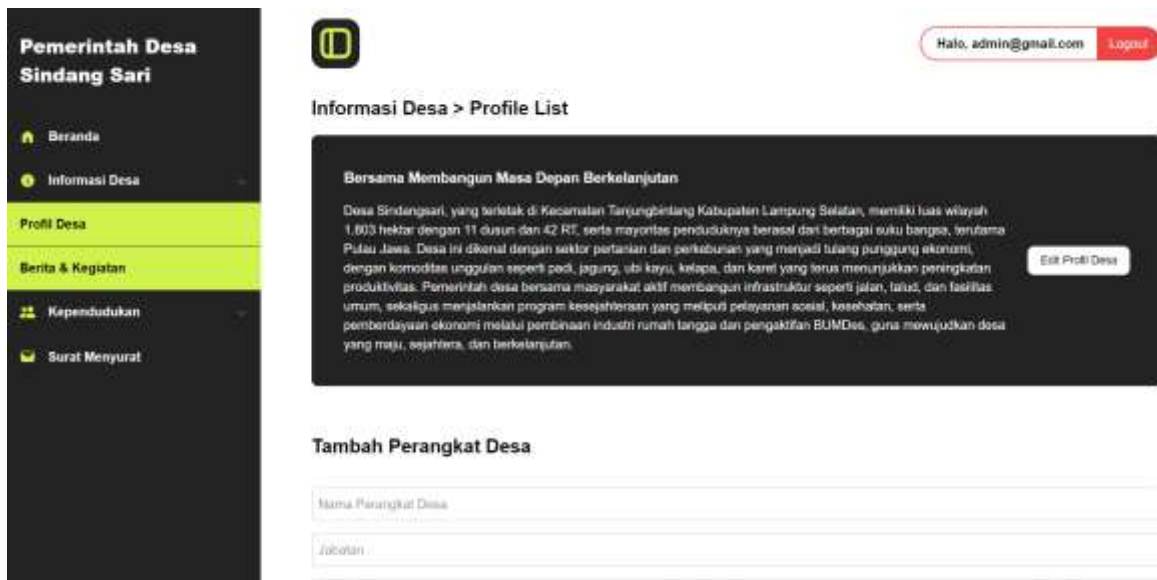 Pemerintah Desa
Sindang Sari
Beranda
Informasi Desa
Profil Desa
Berita & Kegiatan
Kependudukan
Surat Menyurat
Halo, admin@gmail.com
Logout
Informasi Desa > Profile List
Bersama Membangun Masa Depan Berkelanjutan
Desa Sindangsari, yang terletak di Kecamatan Tanjungbintang Kabupaten Lampung Selatan, memiliki luas wilayah
1.603 hektar dengan 11 dusun dan 42 RT, serta mayoritas penduduknya berasal dari berbagai suku bangsa, terutama
Pulau Jawa. Desa ini dikenal dengan sektor pertanian dan perkebunan yang menjadi tulang punggung ekonomi,
dengan komoditas unggulan seperti padi, jagung, ubi kayu, kelapa, dan karet yang terus menunjukkan peningkatan
produktivitas. Pemerintah desa bersama masyarakat aktif membangun infrastruktur seperti jalan, talud, dan fasilitas
umum, sekaligus menjalankan program kesejahteraan yang meliputi pelayanan sosial, kesehatan, serta
pemberdayaan ekonomi melalui pembinaan industri rumah tangga dan pengaktifan BUMDes, guna mewujudkan desa
yang maju, sejahtera, dan berkelanjutan.
Edit Profil Desa
Tambah Perangkat Desa
Nama Perangkat Desa
Jabatan